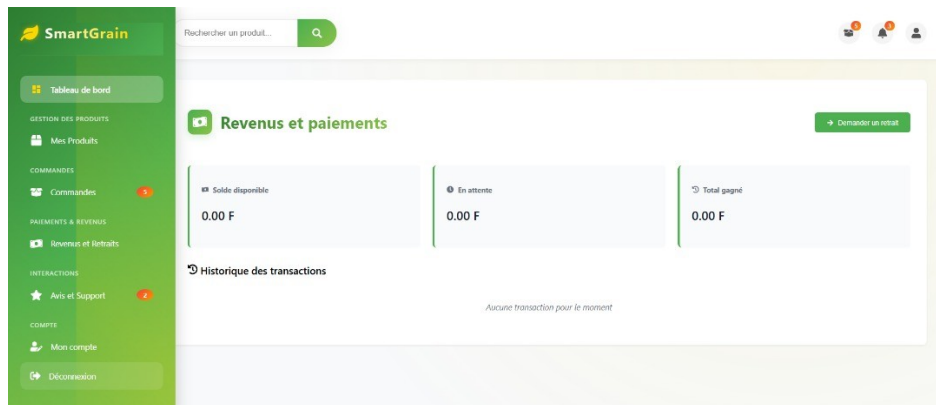 SmartGrain
Rechercher un produit...
5
3
Tableau de bord
GESTION DES PRODUITS
Mes Produits
COMMANDES
Commandes 5
PAIEMENTS & REVENUS
Revenus et Retraits
INTERACTIONS
Avis et Support 2
COMPTE
Mon compte
Déconnexion
Revenus et paiements
→ Demander un retrait
Solde disponible
0.00 F
En attente
0.00 F
Total gagné
0.00 F
Historique des transactions
Aucune transaction pour le moment